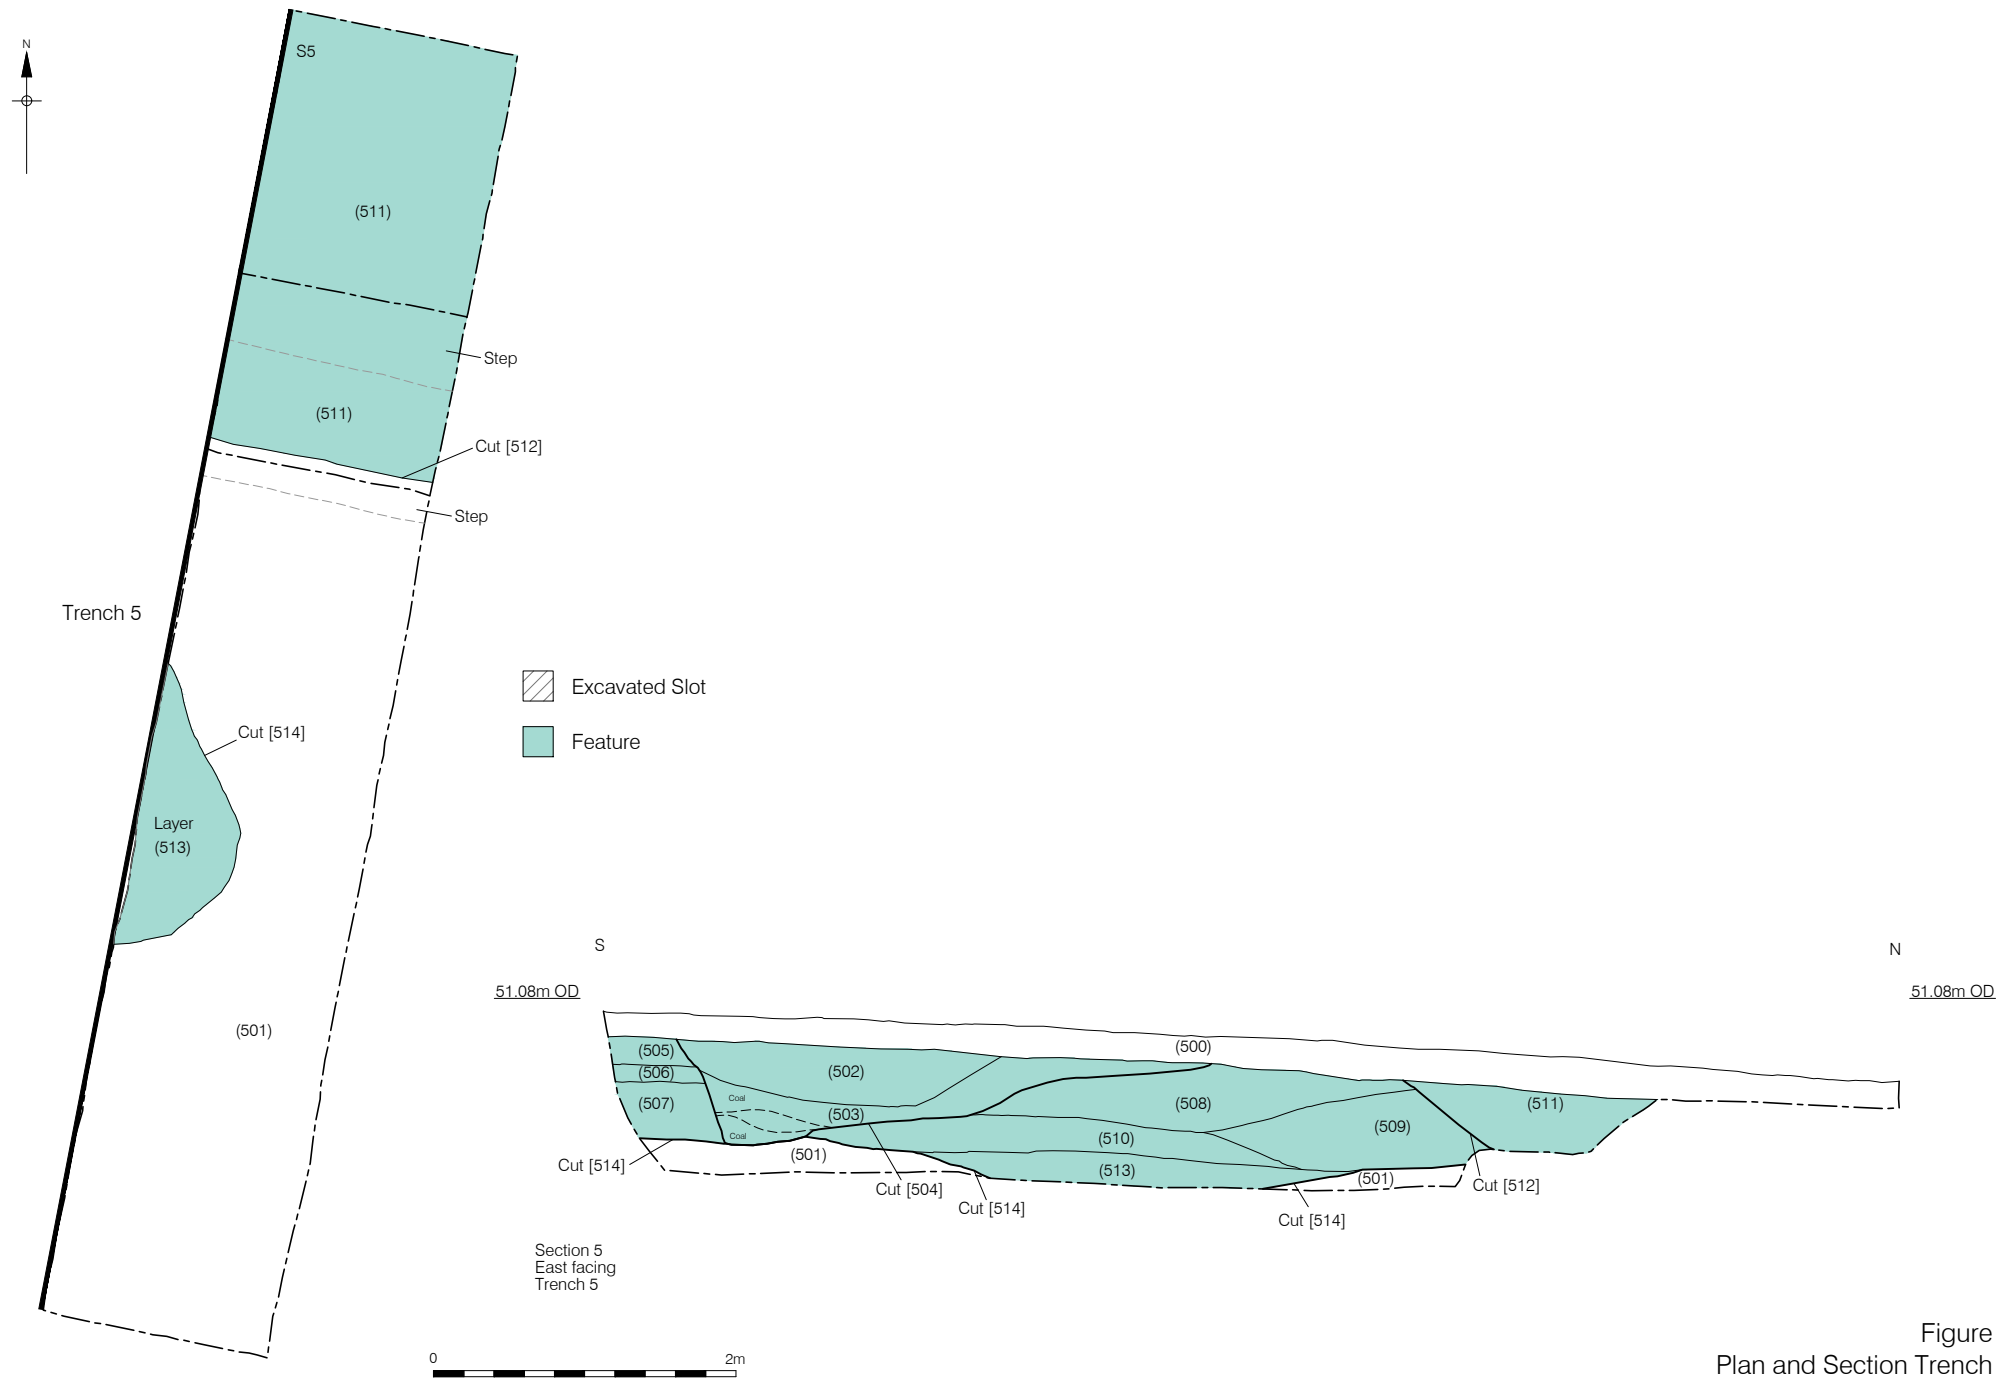 N
S5
(511)
Step
(511)
Cut [512]
Step
Trench 5
Cut [514]
Layer
(513)
(501)
Excavated Slot
Feature
S
N
51.08m OD
51.08m OD
(500)
(505)
(506)
(507)
(502)
Coal
(503)
Coal
(508)
(511)
(509)
(510)
(501)
(513)
(501)
Cut [514]
Cut [504]
Cut [514]
Cut [512]
Cut [514]
Section 5
East facing
Trench 5
0
2m
Figure
Plan and Section Trench